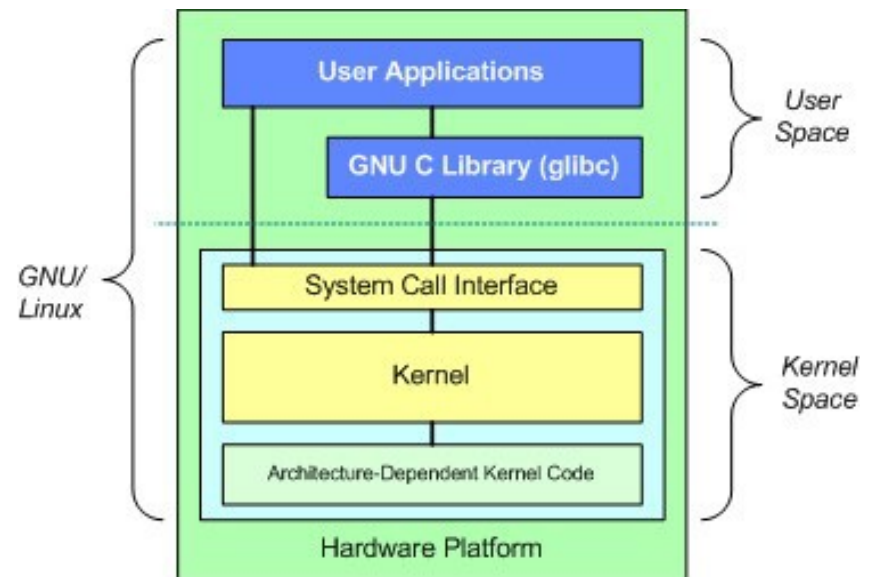 User Applications
User
Space
GNU C Library (glibc)
GNU/
Linux
System Call Interface
Kernel
Kernel
Space
Architecture-Dependent Kernel Code
Hardware Platform